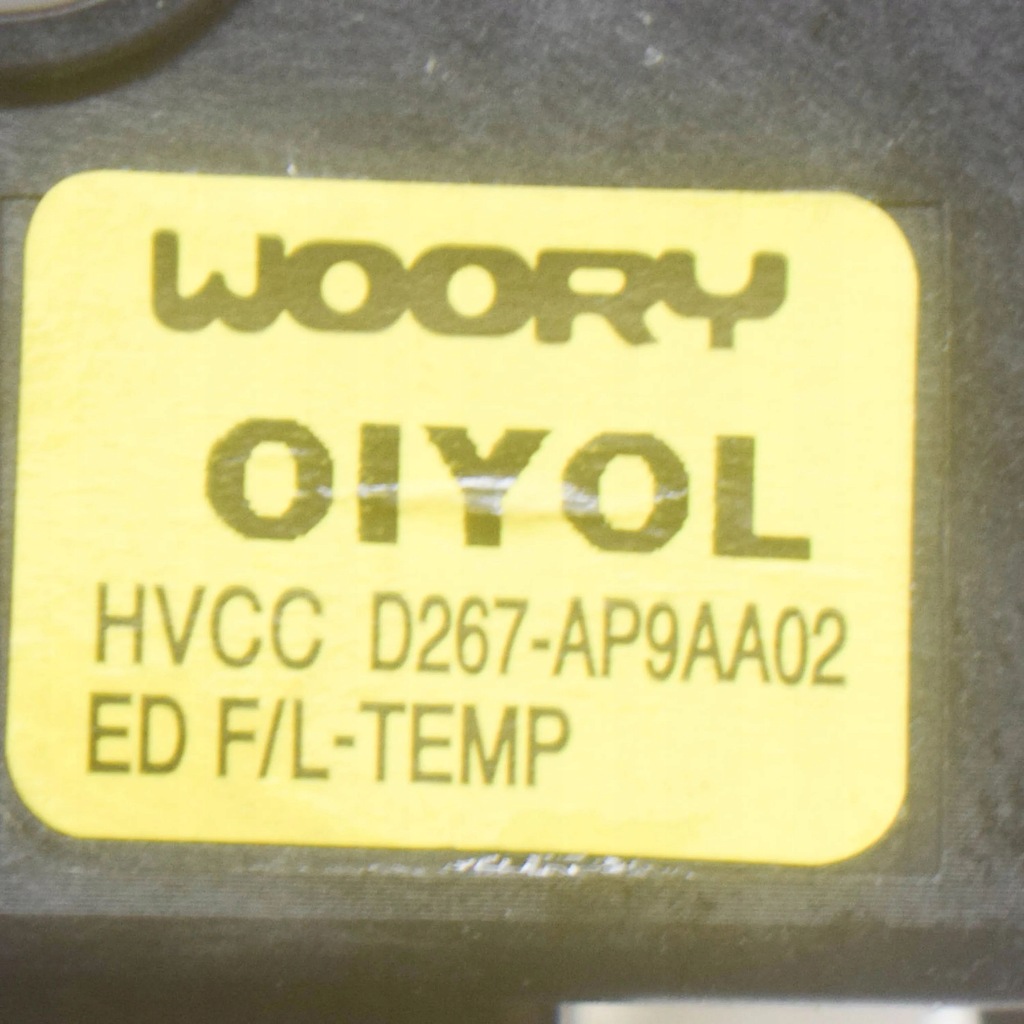 WOORY
OIYOL
HVCC D267-AP9AA02
ED F/L-TEMP